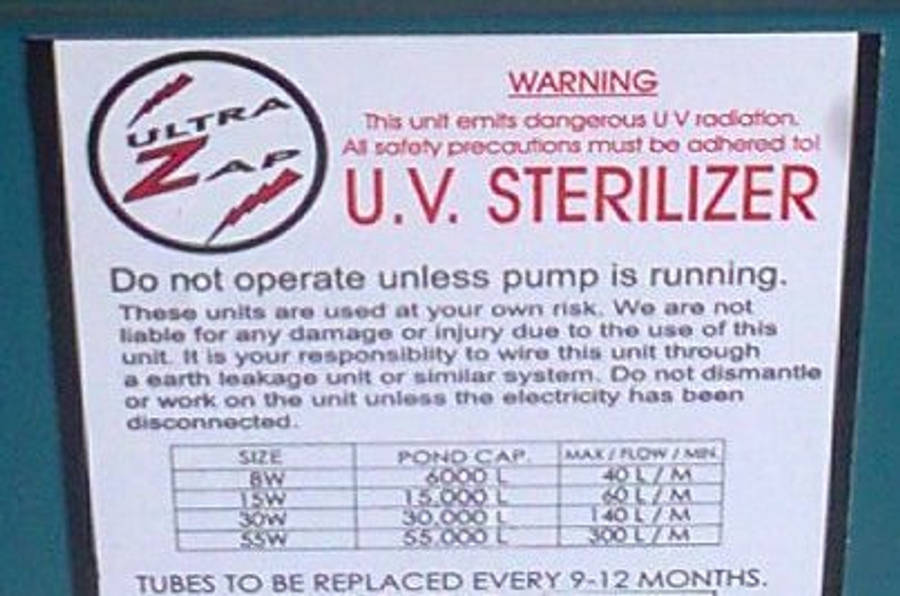 ULTRA
ZAP
WARNING
This unit emits dangerous U V radiation.
All safety precautions must be adhered to!
U.V. STERILIZER
Do not operate unless pump is running.
These units are used at your own risk. We are not
liable for any damage or injury due to the use of this
unit. It is your responsiblity to wire this unit through
a earth leakage unit or similar system. Do not dismantle
or work on the unit unless the electricity has been
disconnected.
SIZE POND CAP. MAX / FLOW / MIN
8W 6000 L 40 L / M
15W 15.000 L 60 L / M
30W 30.000 L 140 L / M
55W 55.000 L 300 L / M
TUBES TO BE REPLACED EVERY 9-12 MONTHS.